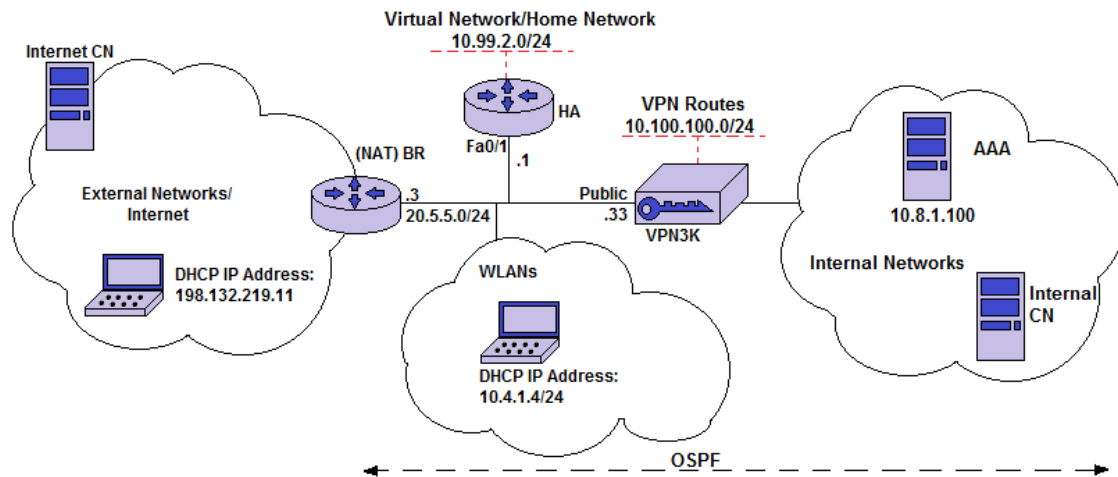 Virtual Network/Home Network
10.99.2.0/24
Internet CN
HA
Fa0/1
.1
VPN Routes
10.100.100.0/24
AAA
10.8.1.100
(NAT) BR
.3
20.5.5.0/24
Public
.33
VPN3K
External Networks/
Internet
DHCP IP Address:
198.132.219.11
WLANs
DHCP IP Address:
10.4.1.4/24
Internal Networks
Internal
CN
OSPF